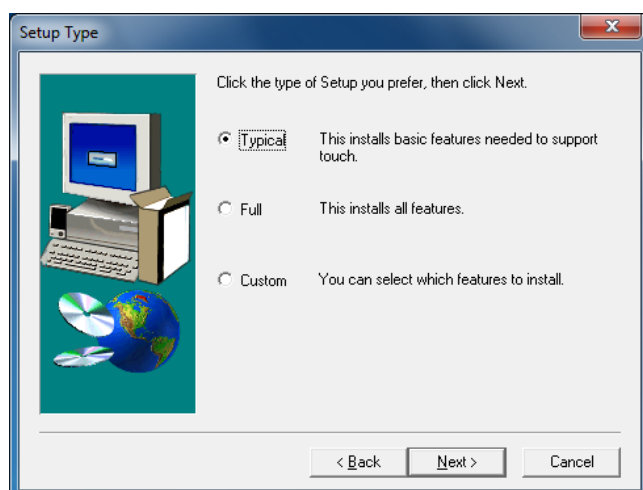 Setup Type
Click the type of Setup you prefer, then click Next.
Typical
This installs basic features needed to support
touch.
Full
This installs all features.
Custom
You can select which features to install.
< Back
Next >
Cancel